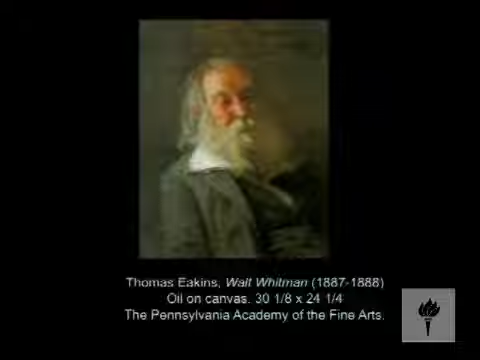 Thomas Eakins, Walt Whitman (1887-1888)
Oil on canvas. 30 1/8 x 24 1/4
The Pennsylvania Academy of the Fine Arts.